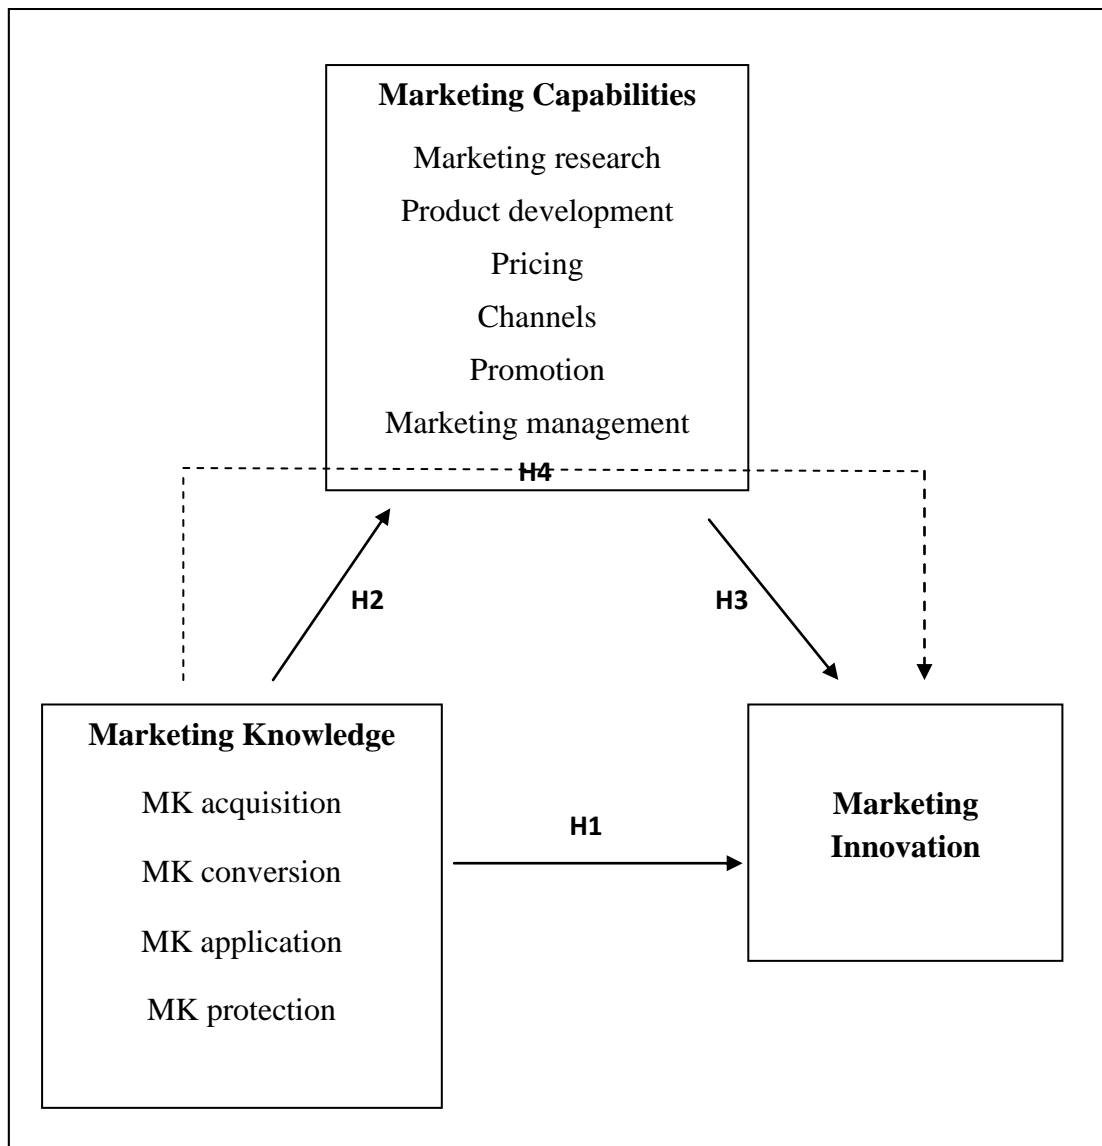 Marketing Capabilities
Marketing research
Product development
Pricing
Channels
Promotion
Marketing management
H4
H2
H3
Marketing Knowledge
MK acquisition
MK conversion
MK application
MK protection
H1
Marketing
Innovation